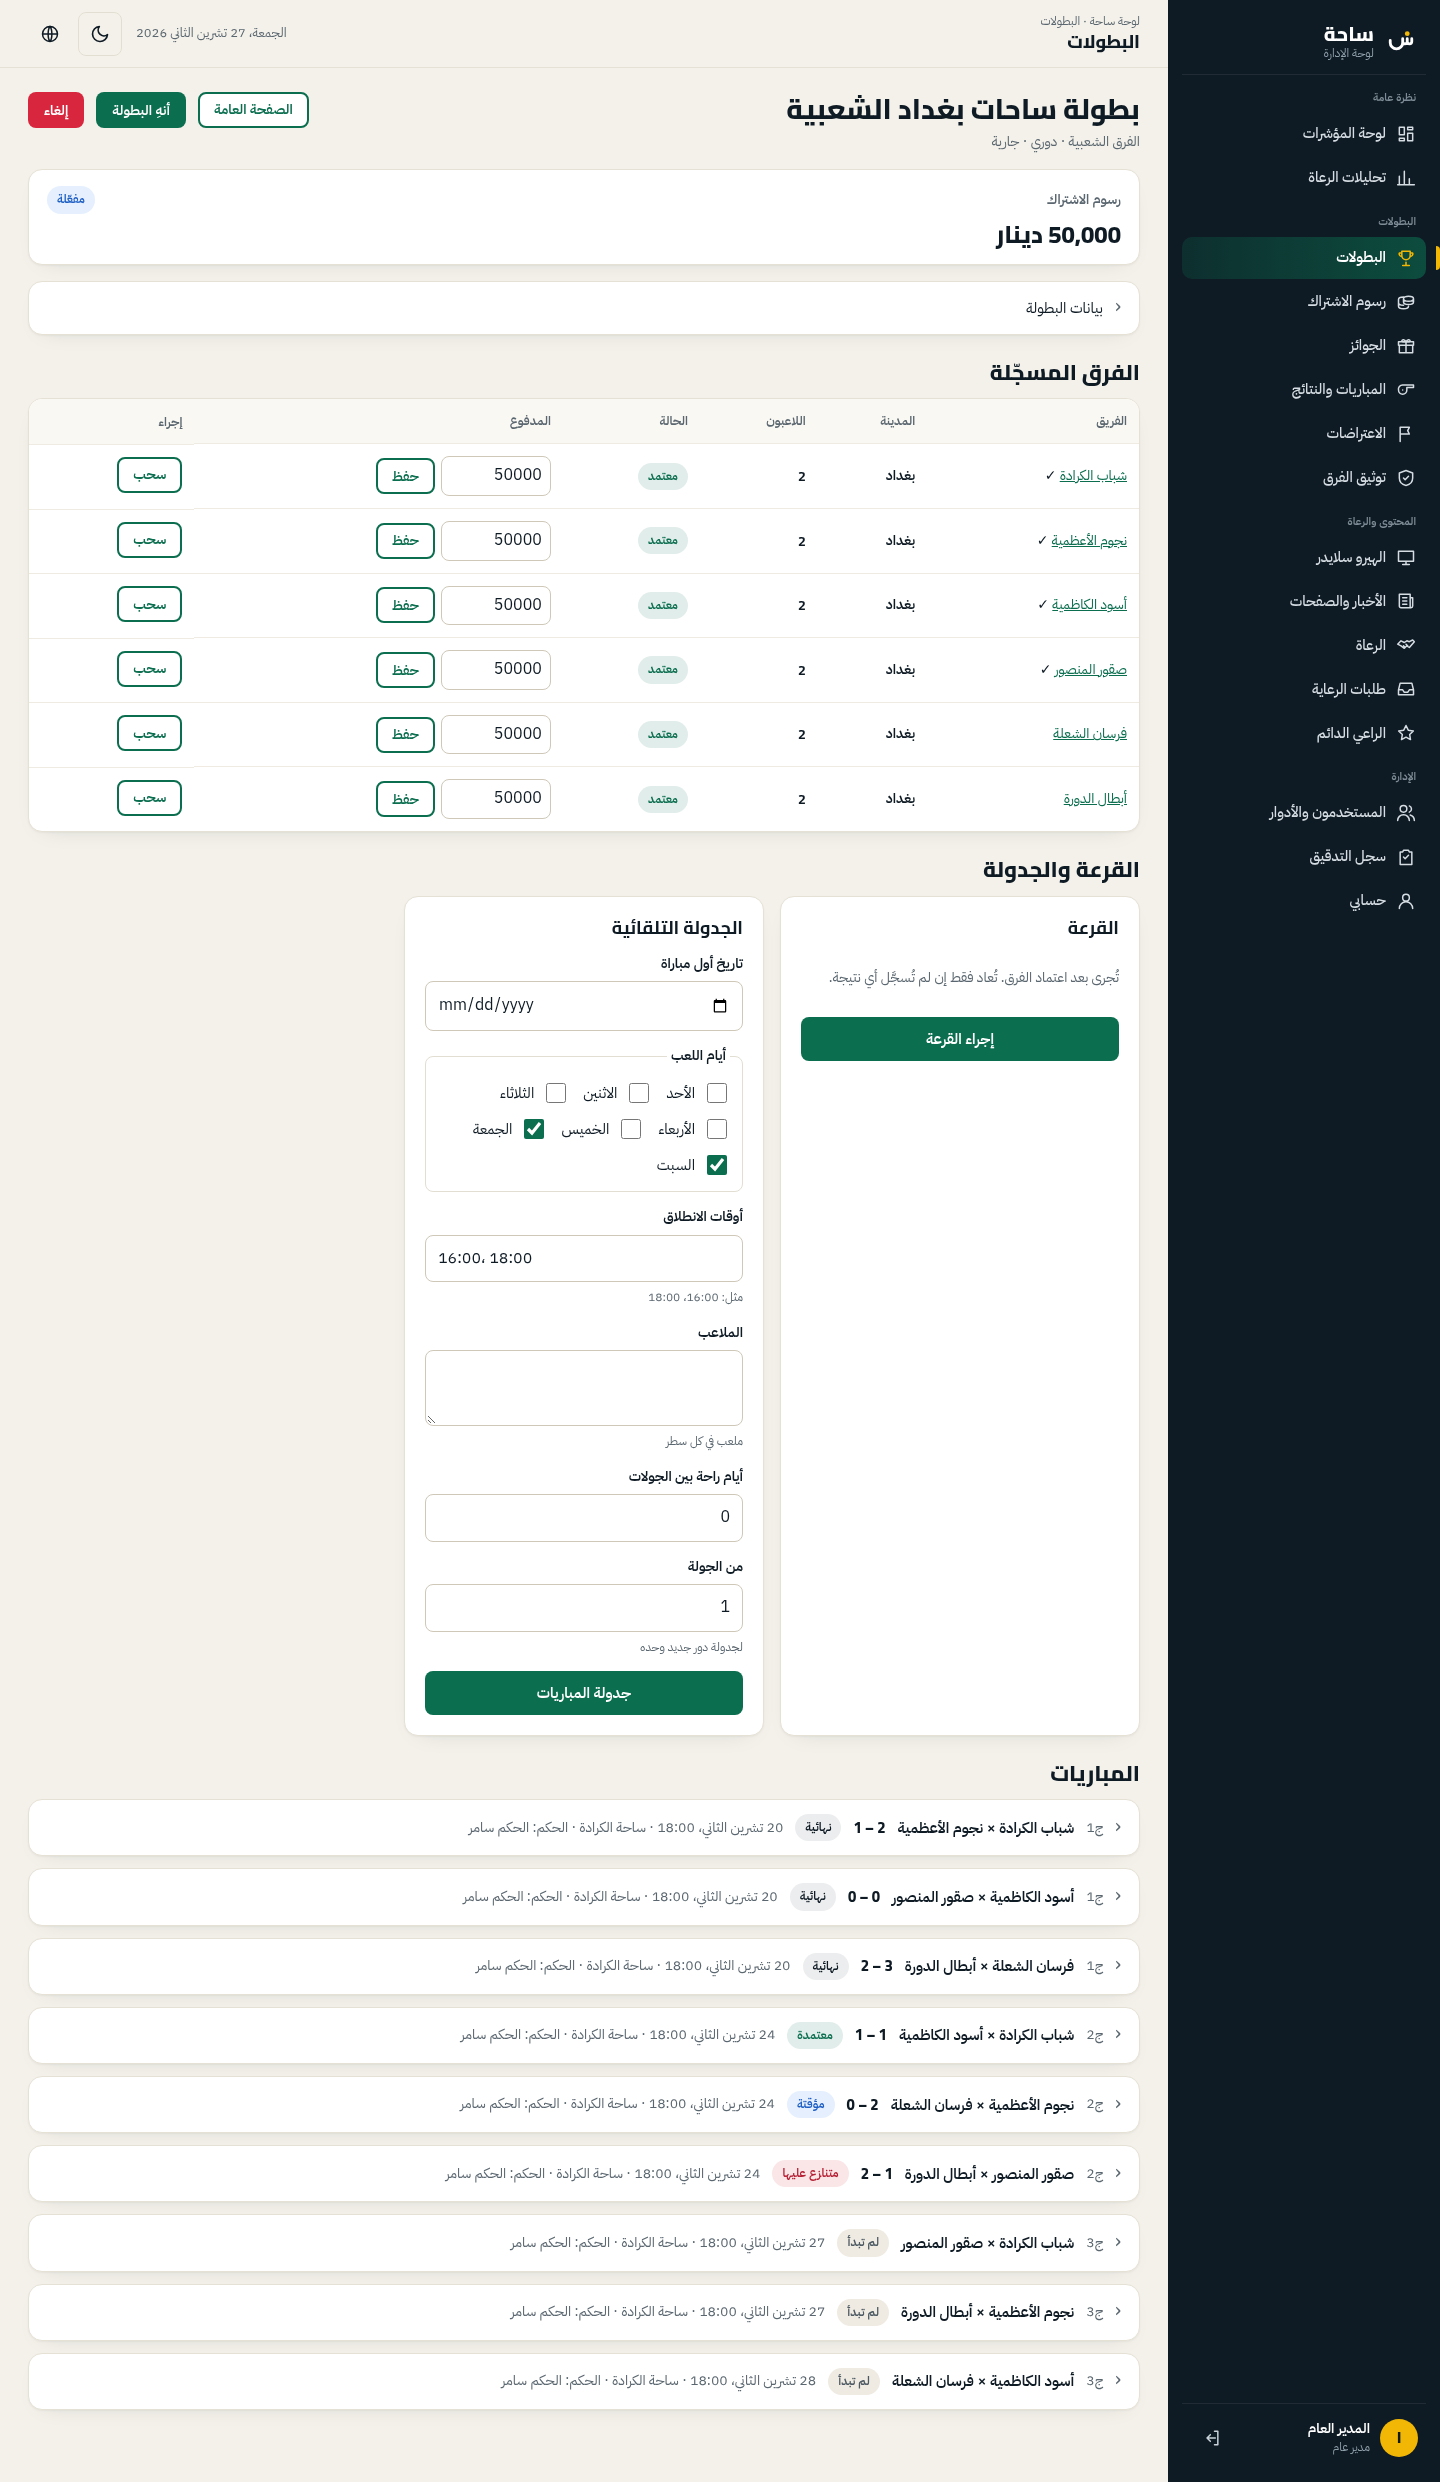 ساحة
لوحة الإدارة
نظرة عامة
لوحة المؤشرات
تحليلات الرعاة
البطولات
البطولات
رسوم الاشتراك
الجوائز
المباريات والنتائج
الاعتراضات
توثيق الفرق
المحتوى والرعاة
الهيرو سلايدر
الأخبار والصفحات
الرعاة
طلبات الرعاية
الراعي الدائم
الإدارة
المستخدمون والأدوار
سجل التدقيق
حسابي
ا
المدير العام
مدير عام
لوحة ساحة · البطولات
البطولات
الجمعة، 27 تشرين الثاني 2026
بطولة ساحات بغداد الشعبية
الفرق الشعبية · دوري · جارية
الصفحة العامة
أنهِ البطولة
إلغاء
رسوم الاشتراك
مفعّلة
50,000 دينار
بيانات البطولة
الفرق المسجّلة
الفريق المدينة اللاعبون الحالة المدفوع إجراء
شباب الكرادة ✓ بغداد 2 معتمد 50000 حفظ سحب
نجوم الأعظمية ✓ بغداد 2 معتمد 50000 حفظ سحب
أسود الكاظمية ✓ بغداد 2 معتمد 50000 حفظ سحب
صقور المنصور ✓ بغداد 2 معتمد 50000 حفظ سحب
فرسان الشعلة بغداد 2 معتمد 50000 حفظ سحب
أبطال الدورة بغداد 2 معتمد 50000 حفظ سحب
القرعة والجدولة
القرعة
تُجرى بعد اعتماد الفرق. تُعاد فقط إن لم تُسجَّل أي نتيجة.
إجراء القرعة
الجدولة التلقائية
تاريخ أول مباراة
mm/dd/yyyy
أيام اللعب
الأحد الاثنين الثلاثاء
الأربعاء الخميس الجمعة
السبت
أوقات الانطلاق
16:00، 18:00
مثل: 16:00، 18:00
الملاعب
ملعب في كل سطر
أيام راحة بين الجولات
0
من الجولة
1
لجدولة دور جديد وحده
جدولة المباريات
المباريات
ج1 شباب الكرادة × نجوم الأعظمية 2 – 1 نهائية 20 تشرين الثاني، 18:00 · ساحة الكرادة · الحكم: الحكم سامر
ج1 أسود الكاظمية × صقور المنصور 0 – 0 نهائية 20 تشرين الثاني، 18:00 · ساحة الكرادة · الحكم: الحكم سامر
ج1 فرسان الشعلة × أبطال الدورة 3 – 2 نهائية 20 تشرين الثاني، 18:00 · ساحة الكرادة · الحكم: الحكم سامر
ج2 شباب الكرادة × أسود الكاظمية 1 – 1 معتمدة 24 تشرين الثاني، 18:00 · ساحة الكرادة · الحكم: الحكم سامر
ج2 نجوم الأعظمية × فرسان الشعلة 2 – 0 مؤقتة 24 تشرين الثاني، 18:00 · ساحة الكرادة · الحكم: الحكم سامر
ج2 صقور المنصور × أبطال الدورة 1 – 2 متنازع عليها 24 تشرين الثاني، 18:00 · ساحة الكرادة · الحكم: الحكم سامر
ج3 شباب الكرادة × صقور المنصور لم تبدأ 27 تشرين الثاني، 18:00 · ساحة الكرادة · الحكم: الحكم سامر
ج3 نجوم الأعظمية × أبطال الدورة لم تبدأ 27 تشرين الثاني، 18:00 · ساحة الكرادة · الحكم: الحكم سامر
ج3 أسود الكاظمية × فرسان الشعلة لم تبدأ 28 تشرين الثاني، 18:00 · ساحة الكرادة · الحكم: الحكم سامر